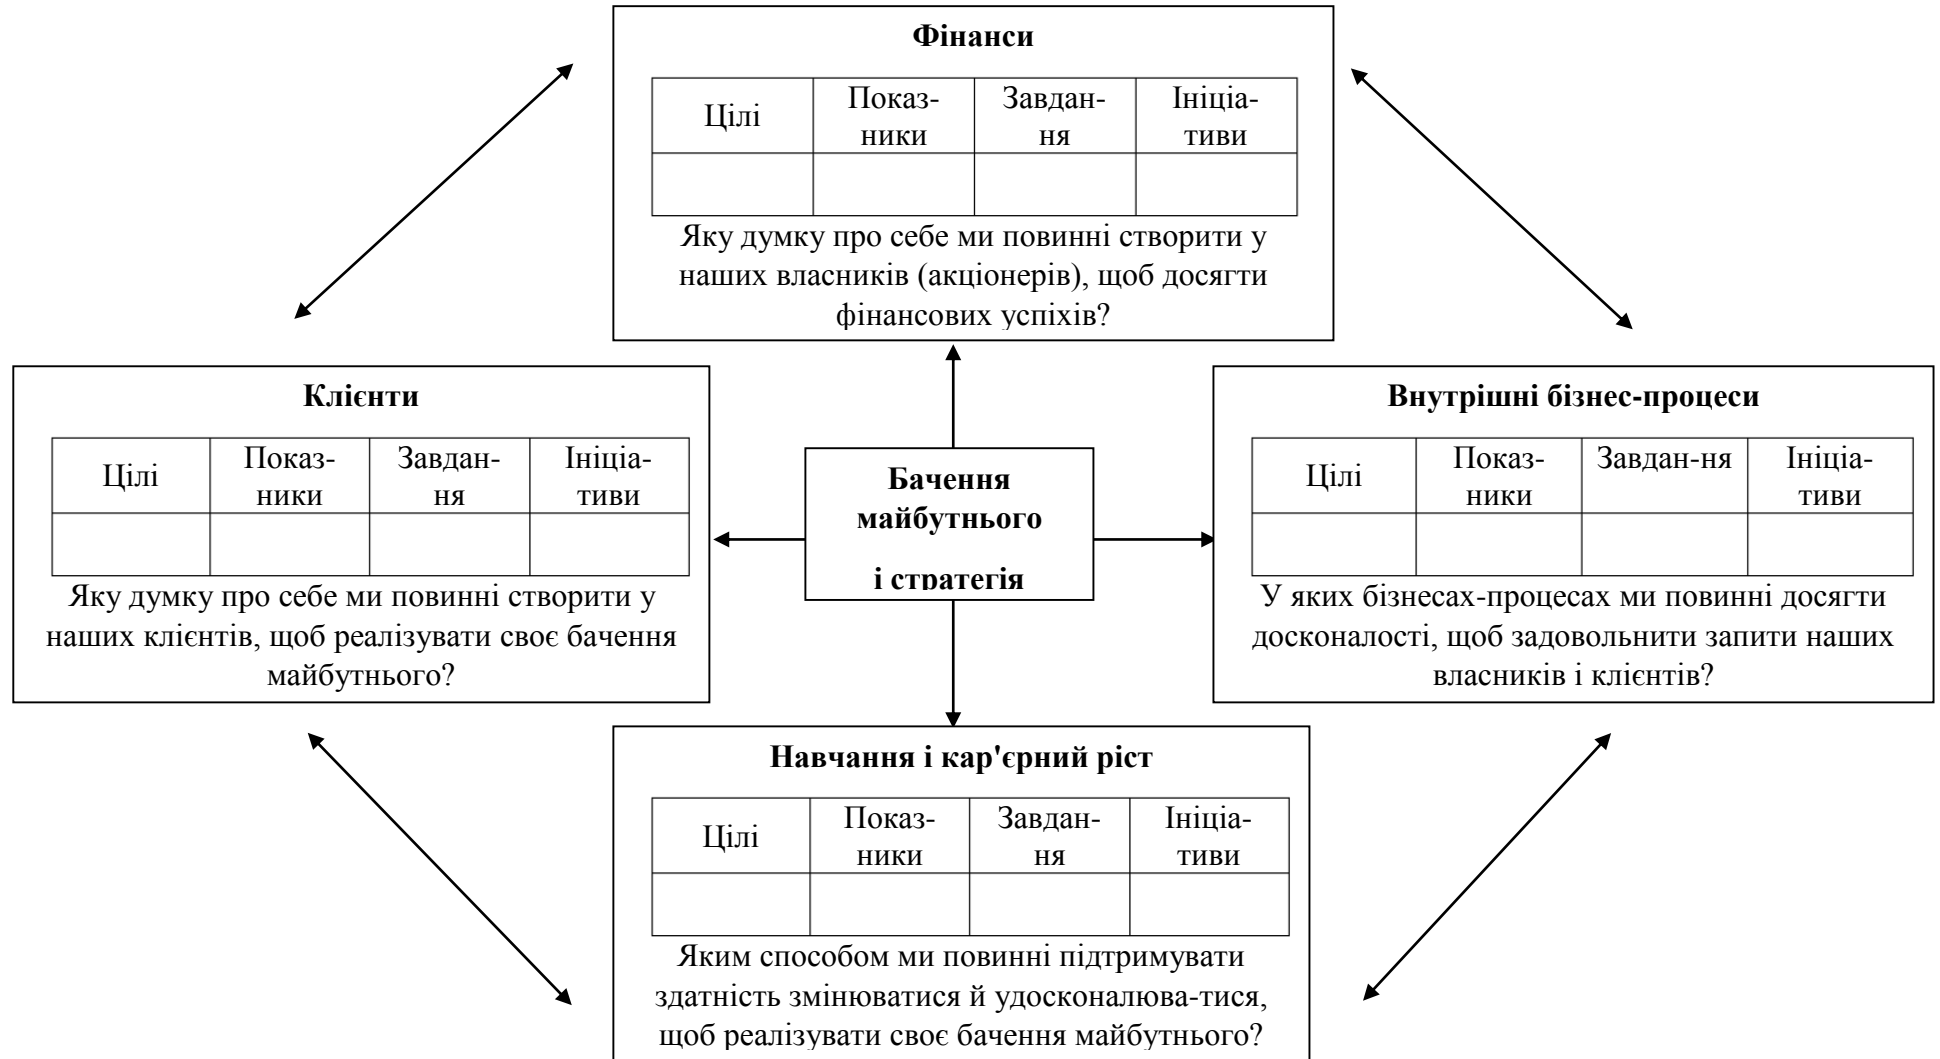 Фінанси
Цілі
Показ-
ники
Завдан-
ня
Ініціа-
тиви
Яку думку про себе ми повинні створити у
наших власників (акціонерів), щоб досягти
фінансових успіхів?
Клієнти
Цілі
Показ-
ники
Завдан-
ня
Ініціа-
тиви
Яку думку про себе ми повинні створити у
наших клієнтів, щоб реалізувати своє бачення
майбутнього?
Бачення
майбутнього
і стратегія
Внутрішні бізнес-процеси
Цілі
Показ-
ники
Завдан-ня
Ініціа-
тиви
У яких бізнесах-процесах ми повинні досягти
досконалості, щоб задовольнити запити наших
власників і клієнтів?
Навчання і кар'єрний ріст
Цілі
Показ-
ники
Завдан-
ня
Ініціа-
тиви
Яким способом ми повинні підтримувати
здатність змінюватися й удосконалюва-тися,
щоб реалізувати своє бачення майбутнього?